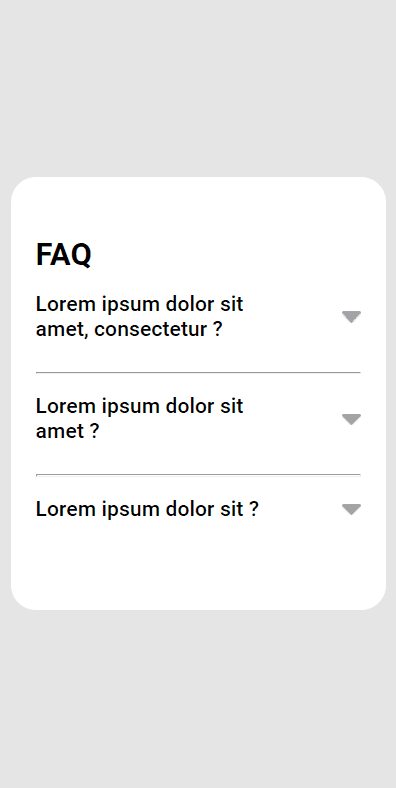 FAQ
Lorem ipsum dolor sit
amet, consectetur ?
Lorem ipsum dolor sit
amet ?
Lorem ipsum dolor sit ?